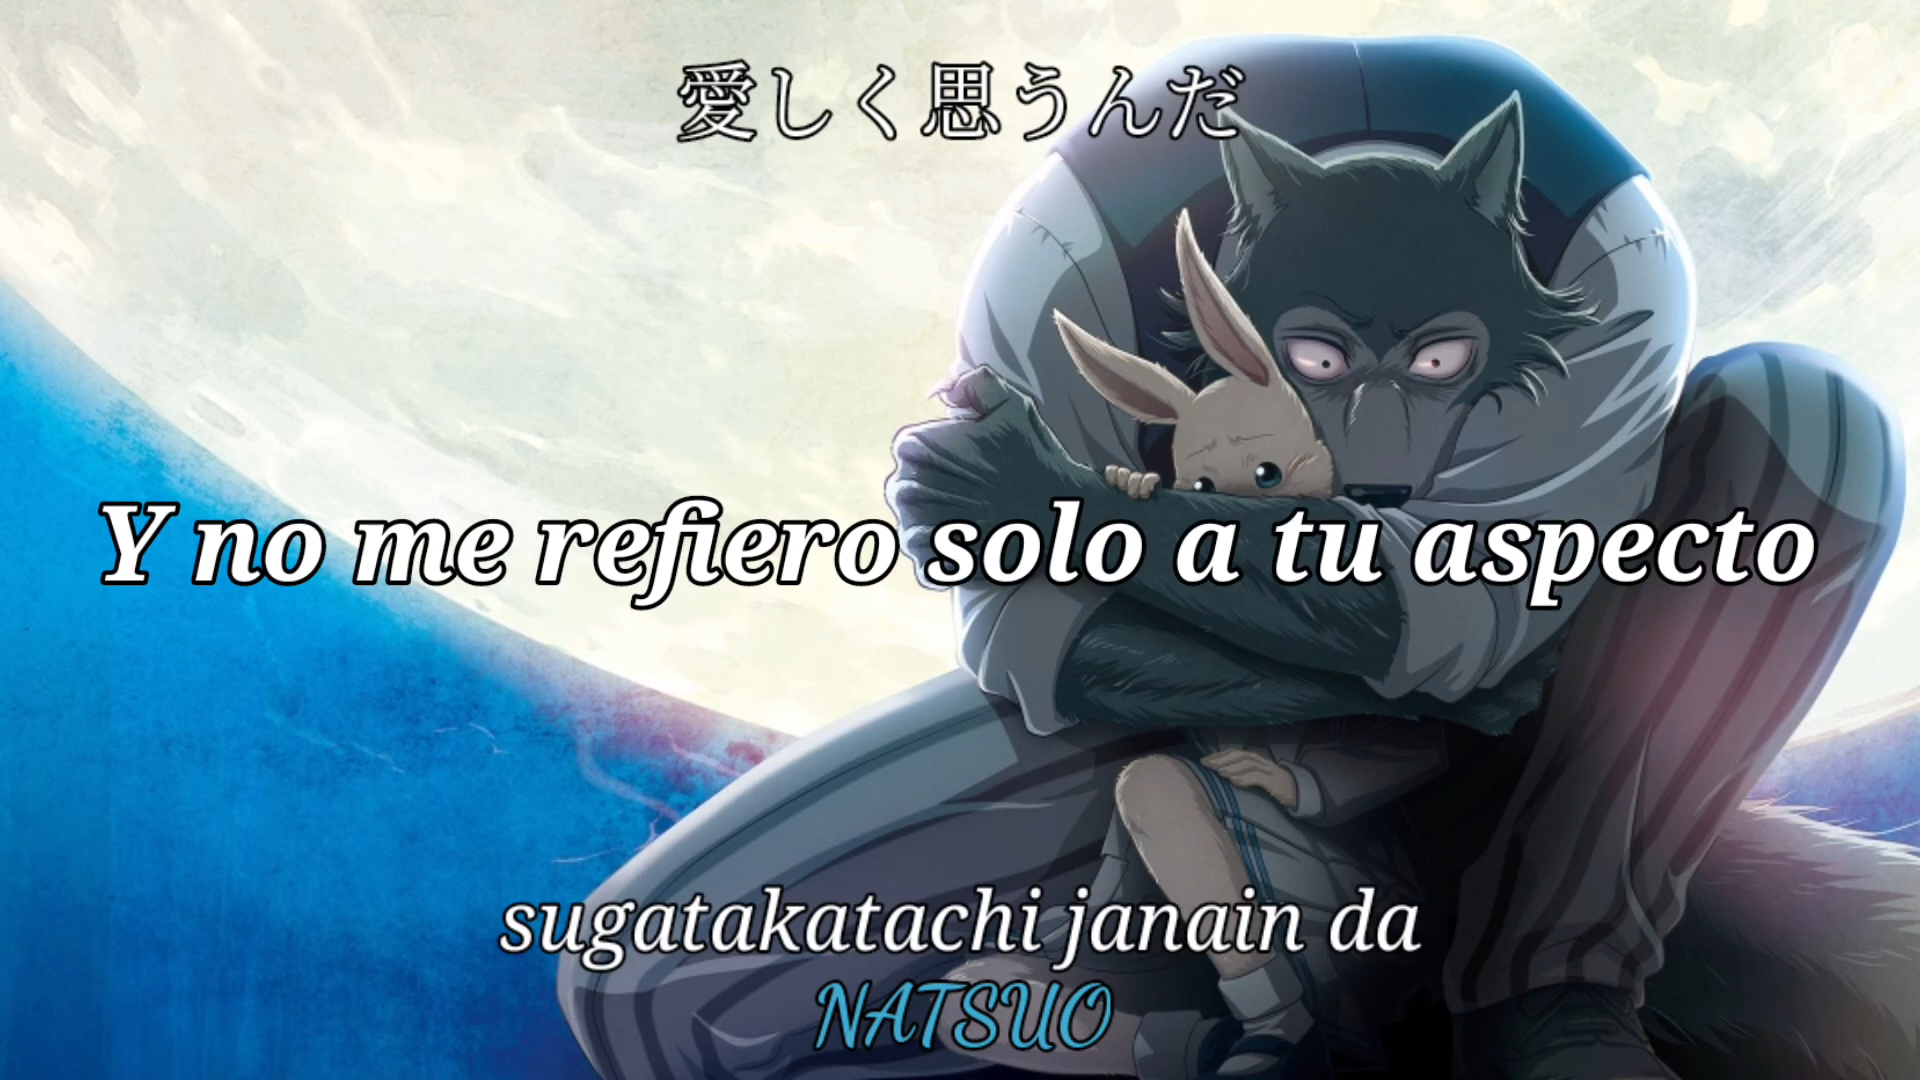 愛しく思うんだ
Y no me refiero solo a tu aspecto
sugatakatachi janain da
NATSUO